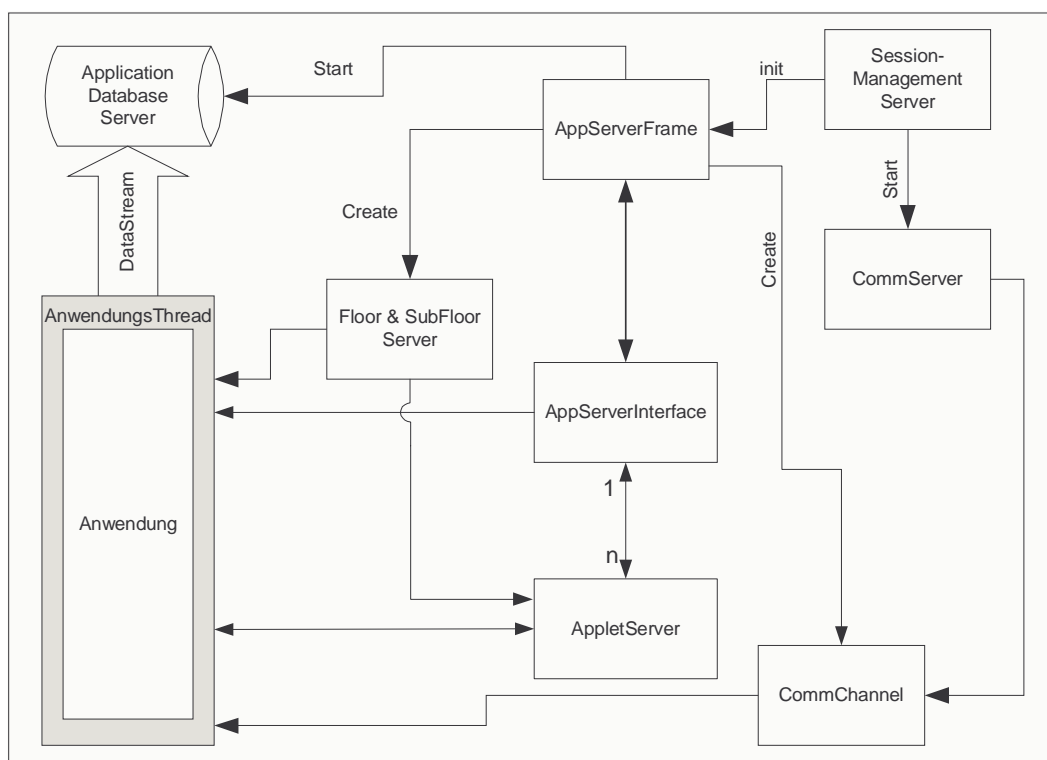 Application
Database
Server
Start
AppServerFrame
init
Session-
Management
Server
Start
DataStream
Create
Create
CommServer
AnwendungsThread
Floor & SubFloor
Server
AppServerInterface
1
Anwendung
n
AppletServer
CommChannel